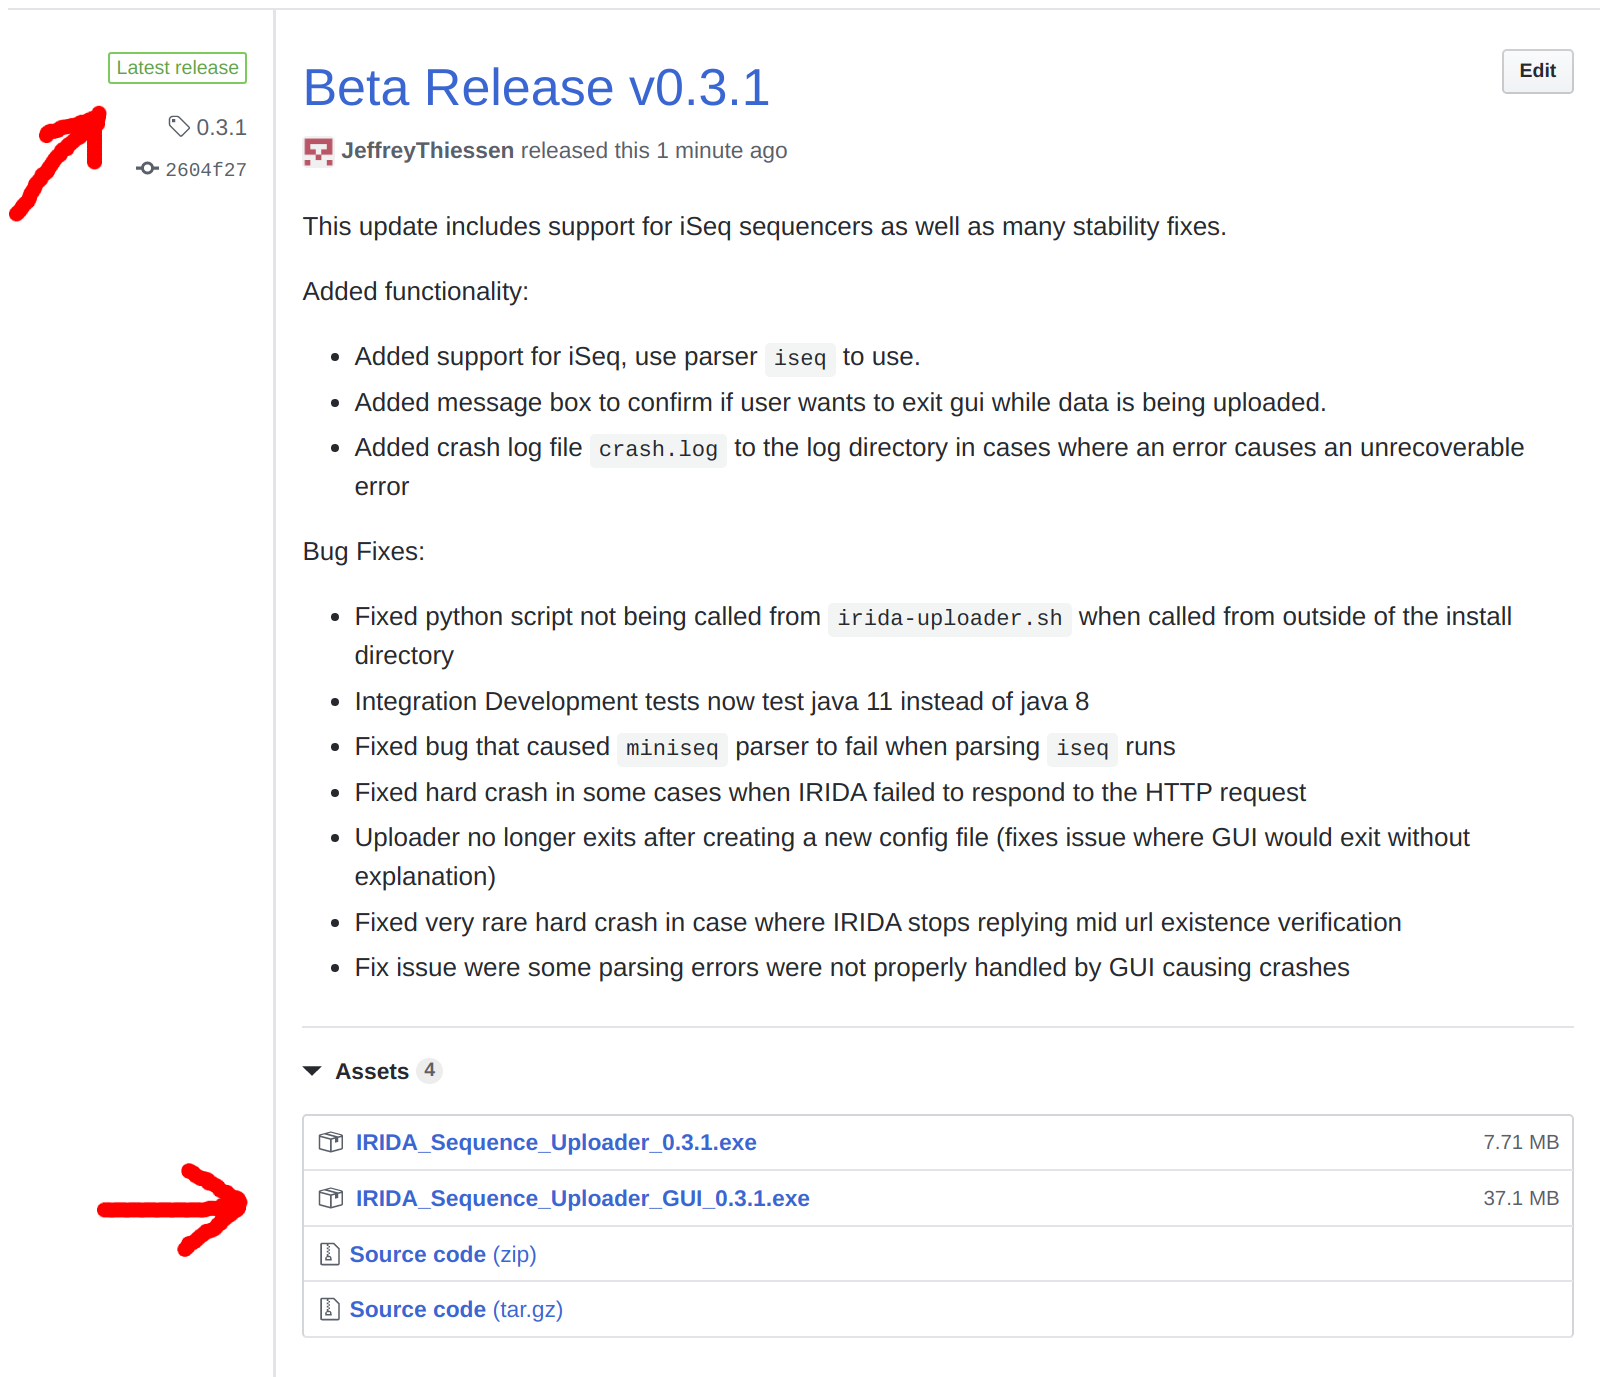 Latest release
0.3.1
2604f27
Beta Release v0.3.1
Edit
JeffreyThiessen released this 1 minute ago
This update includes support for iSeq sequencers as well as many stability fixes.
Added functionality:
Added support for iSeq, use parser iseq to use.
Added message box to confirm if user wants to exit gui while data is being uploaded.
Added crash log file crash.log to the log directory in cases where an error causes an unrecoverable
error
Bug Fixes:
Fixed python script not being called from irida-uploader.sh when called from outside of the install
directory
Integration Development tests now test java 11 instead of java 8
Fixed bug that caused miniseq parser to fail when parsing iseq runs
Fixed hard crash in some cases when IRIDA failed to respond to the HTTP request
Uploader no longer exits after creating a new config file (fixes issue where GUI would exit without
explanation)
Fixed very rare hard crash in case where IRIDA stops replying mid url existence verification
Fix issue were some parsing errors were not properly handled by GUI causing crashes
Assets 4
IRIDA_Sequence_Uploader_0.3.1.exe 7.71 MB
IRIDA_Sequence_Uploader_GUI_0.3.1.exe 37.1 MB
Source code (zip)
Source code (tar.gz)